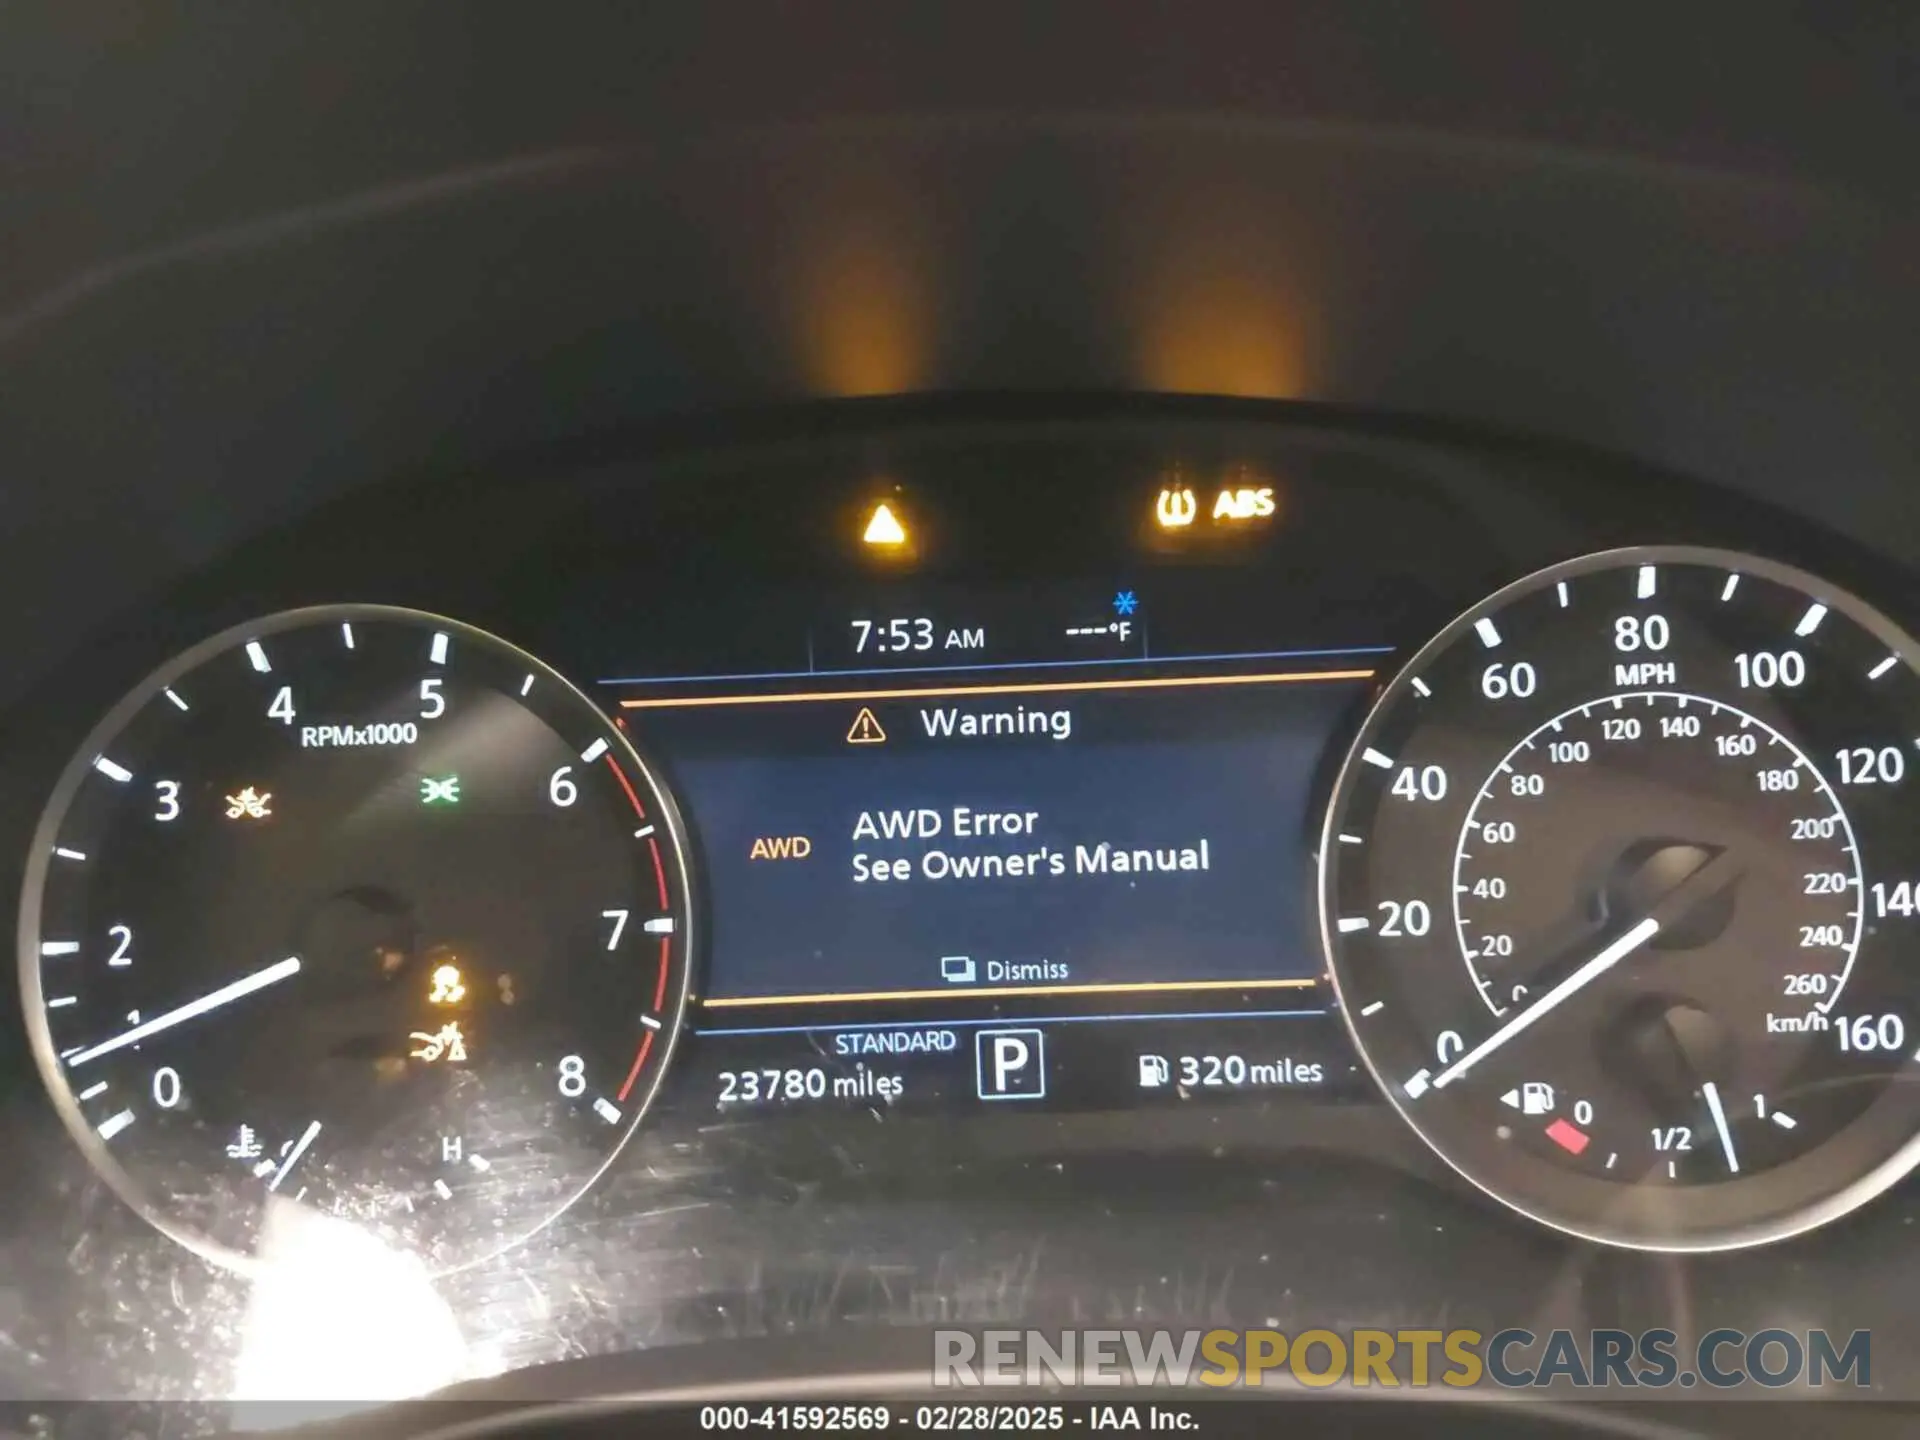 ABS
7:53 AM
---°F
Warning
AWD
AWD Error
See Owner's Manual
Dismiss
STANDARD
P
23780 miles
320 miles
RPMx1000
0
1
2
3
4
5
6
7
8
H
MPH
0
20
40
60
80
100
120
140
160
20
40
60
80
100
120
140
160
180
200
220
240
260
km/h
0
1/2
1
RENEWSPORTSCARS.COM
000-41592569 - 02/28/2025 - IAA Inc.